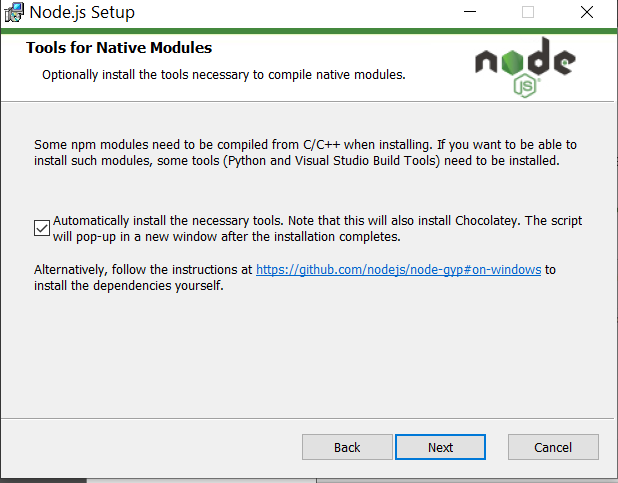 Node.js Setup
Tools for Native Modules
Optionally install the tools necessary to compile native modules.
node
JS
Some npm modules need to be compiled from C/C++ when installing. If you want to be able to
install such modules, some tools (Python and Visual Studio Build Tools) need to be installed.
Automatically install the necessary tools. Note that this will also install Chocolatey. The script
will pop-up in a new window after the installation completes.
Alternatively, follow the instructions at https://github.com/nodejs/node-gyp#on-windows to
install the dependencies yourself.
Back
Next
Cancel